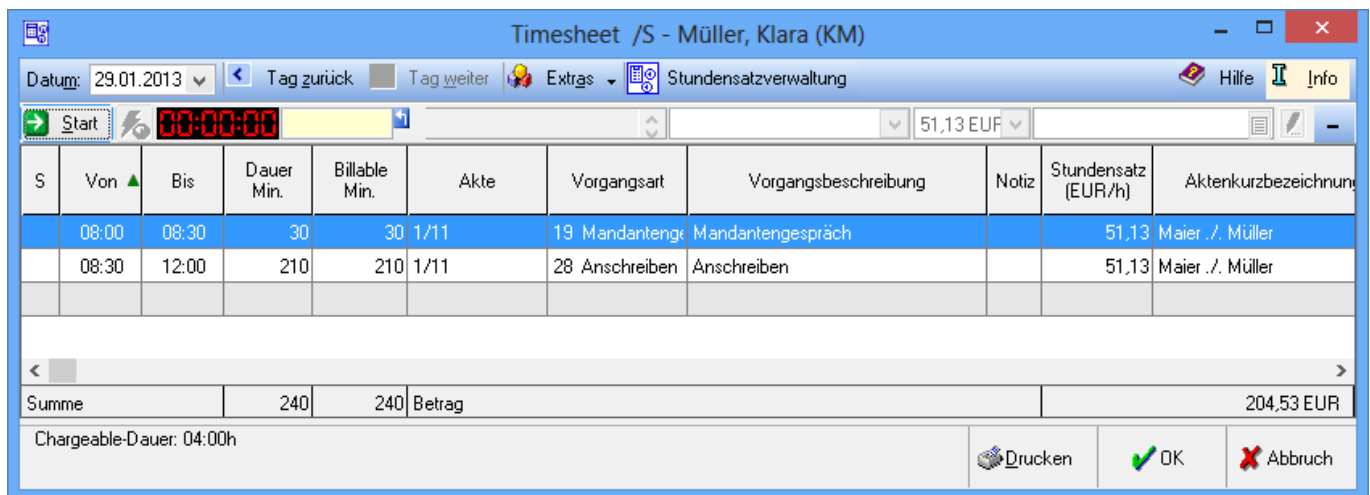 Timesheet /S - Müller, Klara (KM)
Datum: 29.01.2013 Tag zurück Tag weiter Extras Stundensatzverwaltung Hilfe Info
Start 00:00:00 51,13 EUF
S Von Bis Dauer Min. Billable Min. Akte Vorgangsart Vorgangsbeschreibung Notiz Stundensatz (EUR/h) Aktenkurzbezeichnun
08:00 08:30 30 30 1/11 19 Mandantenge Mandantengespräch 51,13 Maier ./. Müller
08:30 12:00 210 210 1/11 28 Anschreiben Anschreiben 51,13 Maier ./. Müller
Summe 240 240 Betrag 204,53 EUR
Chargeable-Dauer: 04:00h
Drucken OK Abbruch